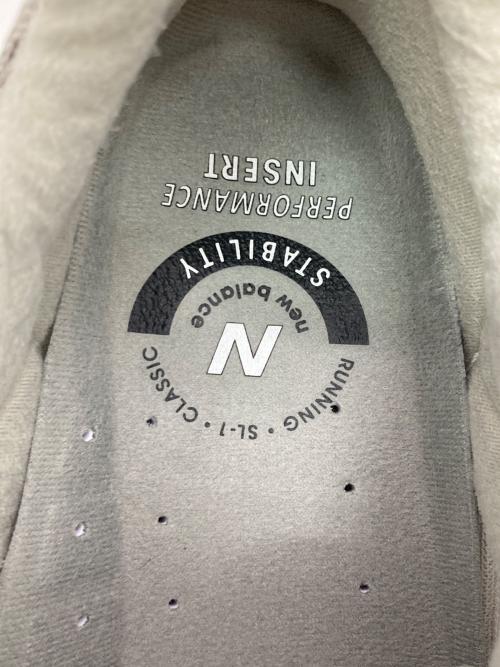 RUNNING • SL-1 • CLASSIC
N
new balance
STABILITY
PERFORMANCE
INSERT